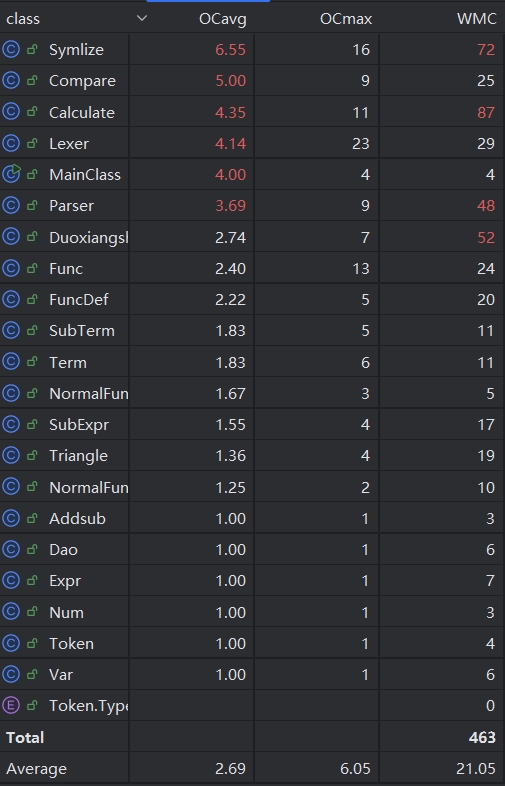 class OCavg OCmax WMC
C Symlize 6.55 16 72
C Compare 5.00 9 25
C Calculate 4.35 11 87
C Lexer 4.14 23 29
C MainClass 4.00 4 4
C Parser 3.69 9 48
C Duoxiangsh 2.74 7 52
C Func 2.40 13 24
C FuncDef 2.22 5 20
C SubTerm 1.83 5 11
C Term 1.83 6 11
C NormalFun 1.67 3 5
C SubExpr 1.55 4 17
C Triangle 1.36 4 19
C NormalFun 1.25 2 10
C Addsub 1.00 1 3
C Dao 1.00 1 6
C Expr 1.00 1 7
C Num 1.00 1 3
C Token 1.00 1 4
C Var 1.00 1 6
E Token.Type 0
Total 463
Average 2.69 6.05 21.05